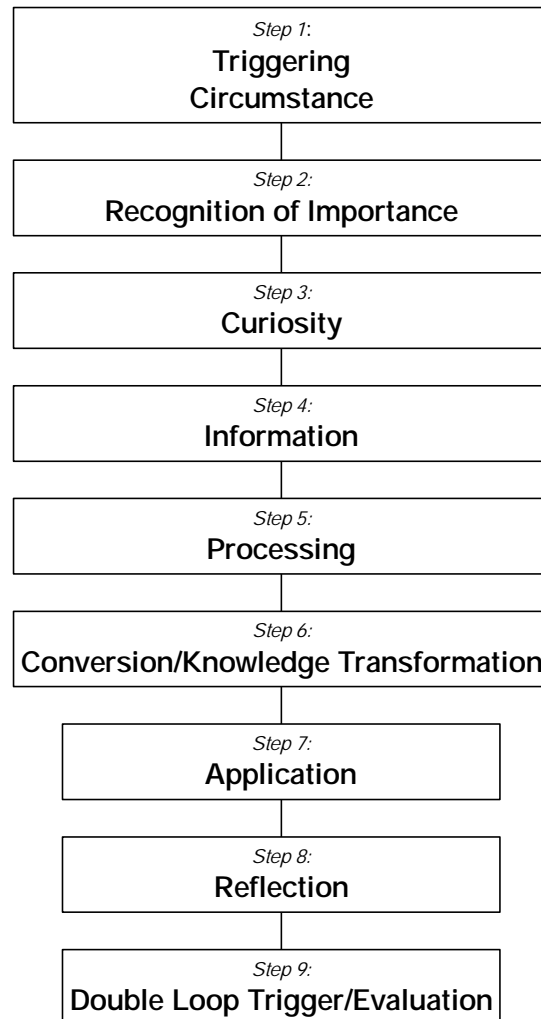 Step 1:
Triggering
Circumstance
Step 2:
Recognition of Importance
Step 3:
Curiosity
Step 4:
Information
Step 5:
Processing
Step 6:
Conversion/Knowledge Transformation
Step 7:
Application
Step 8:
Reflection
Step 9:
Double Loop Trigger/Evaluation